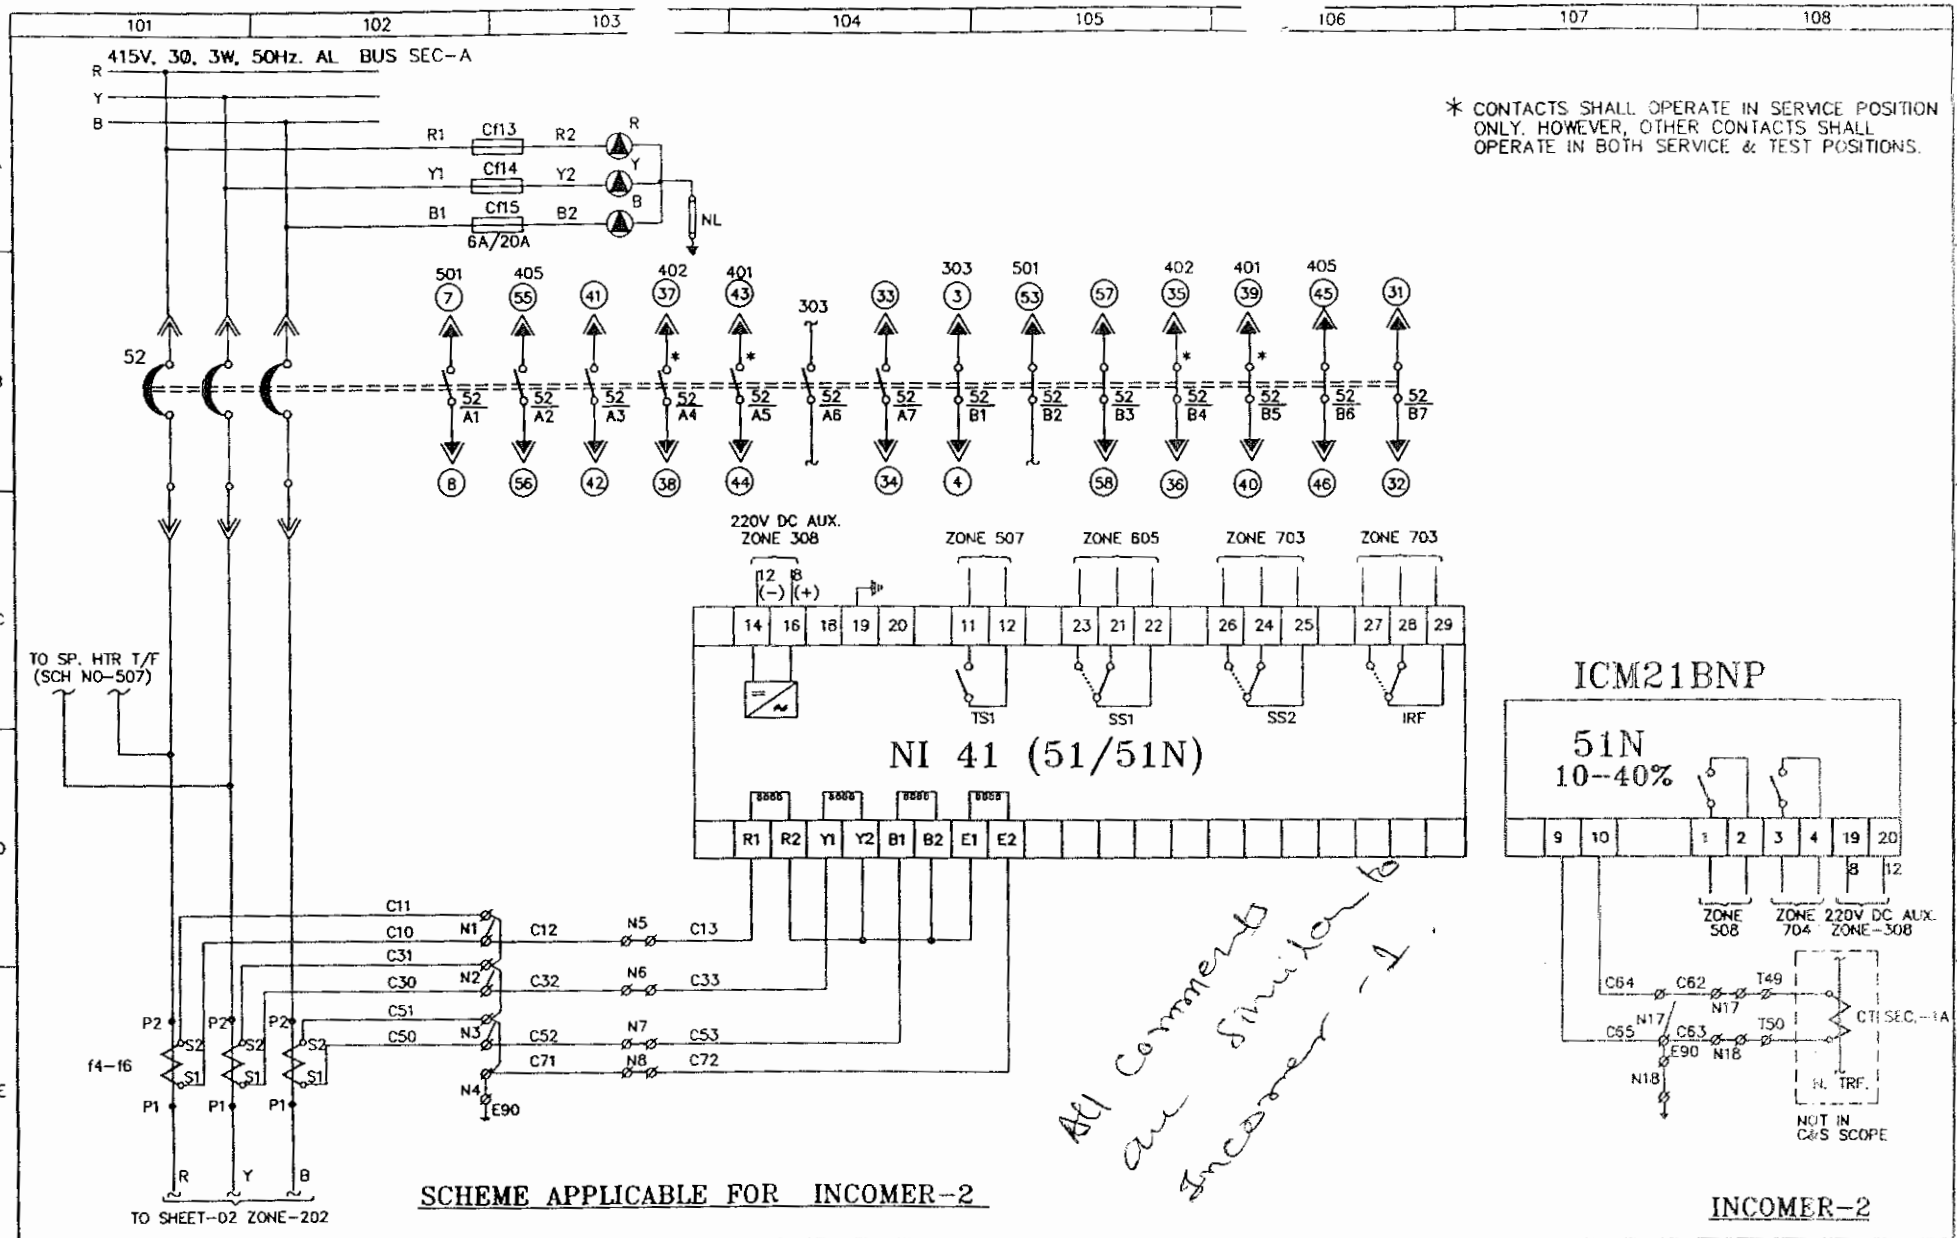 101 102 103 104 105 106 107 108
415V, 3Ø, 3W, 50Hz. AL BUS SEC-A
R
Y
B
* CONTACTS SHALL OPERATE IN SERVICE POSITION
ONLY. HOWEVER, OTHER CONTACTS SHALL
OPERATE IN BOTH SERVICE & TEST POSITIONS.
R1 Cf13 R2 R
Y1 Cf14 Y2 Y
B1 Cf15 B2 B
6A/20A
NL
501 405 402 401 303 501 402 401 405
7 55 41 37 43 303 33 3 53 57 35 39 45 31
* * * *
52
52 52 52 52 52 52 52 52 52 52 52 52 52 52
A1 A2 A3 A4 A5 A6 A7 B1 B2 B3 B4 B5 B6 B7
8 56 42 38 44 34 4 58 36 40 46 32
220V DC AUX.
ZONE 308 ZONE 507 ZONE 605 ZONE 703 ZONE 703
12 8
(-) (+)
14 16 18 19 20 11 12 23 21 22 26 24 25 27 28 29
TS1 SS1 SS2 IRF
NI 41 (51/51N)
R1 R2 Y1 Y2 B1 B2 E1 E2
TO SP. HTR T/F
(SCH NO-507)
ICM21BNP
51N
10-40%
9 10 1 2 3 4 19 20
8 12
ZONE
508
ZONE
704
220V DC AUX.
ZONE-308
C11
C10 N1 C12 N5 C13
C31
C30 N2 C32 N6 C33
C51
C50 N3 C52 N7 C53
C71 N8 C72
N4
E90
P2 P2 P2
S2 S2 S2
f4-f6
S1 S1 S1
P1 P1 P1
R Y B
TO SHEET-02 ZONE-202
C64 C62 T49
N17 N17
C65 C63 T50
E90 N18
N18
CT SEC.-1A
N. TRF.
NOT IN
C&S SCOPE
All Comments
are Similar to
Incomer -1.
SCHEME APPLICABLE FOR INCOMER-2
INCOMER-2
B
C
D
E